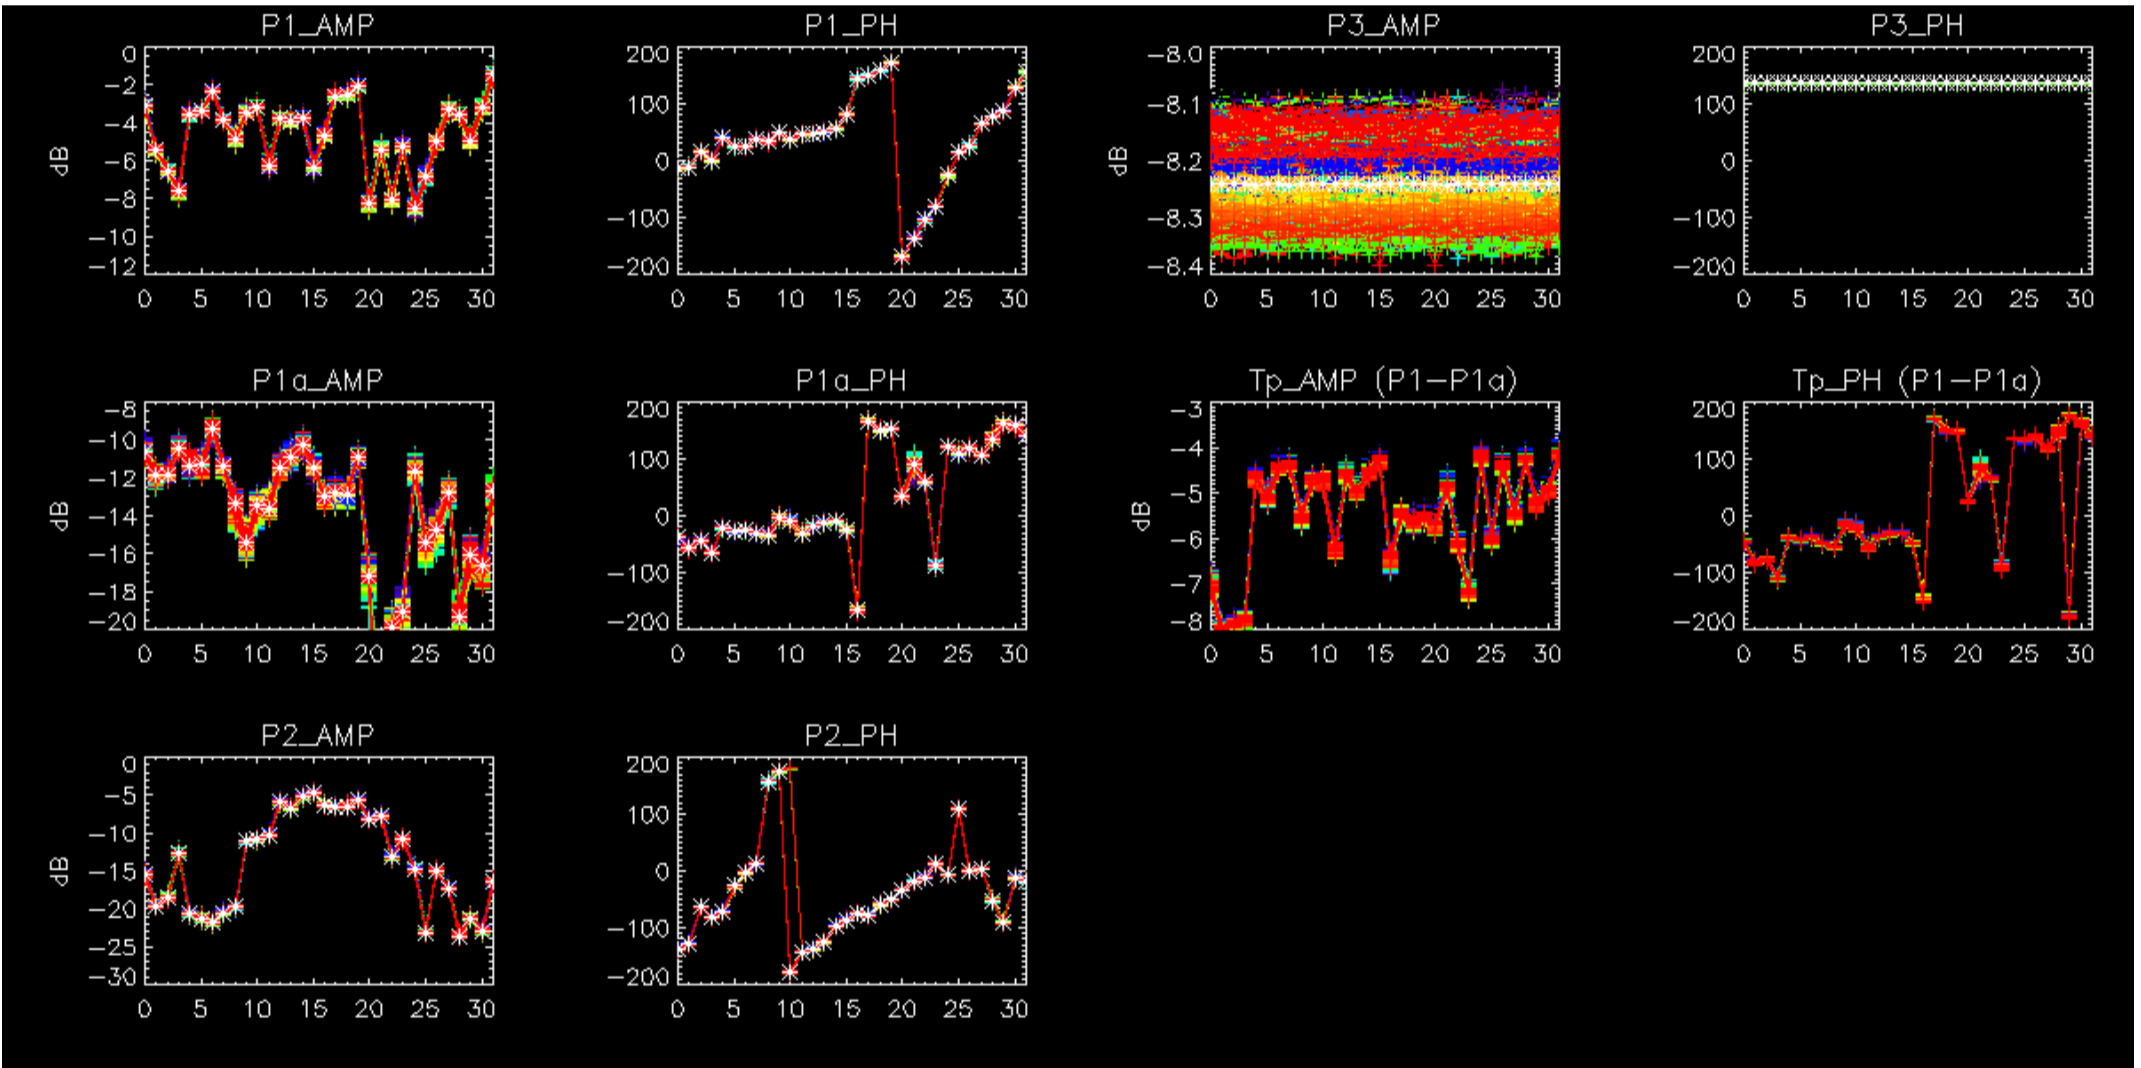 P1_AMP P1_PH P3_AMP P3_PH
0 200 -8.0 200
-2 100 -8.1 100
-4 0 -8.2 0
-6 -100 -8.3 -100
-8 -200 -8.4 -200
-10
-12
dB dB
0 5 10 15 20 25 30 0 5 10 15 20 25 30 0 5 10 15 20 25 30 0 5 10 15 20 25 30
P1a_AMP P1a_PH Tp_AMP (P1-P1a) Tp_PH (P1-P1a)
-8 200 -3 200
-10 100 -4 100
-12 0 -5 0
-14 -100 -6 -100
-16 -200 -7 -200
-18 -8
-20
dB dB
0 5 10 15 20 25 30 0 5 10 15 20 25 30 0 5 10 15 20 25 30 0 5 10 15 20 25 30
P2_AMP P2_PH
0 200
-5 100
-10 0
-15 -100
-20 -200
-25
-30
dB
0 5 10 15 20 25 30 0 5 10 15 20 25 30